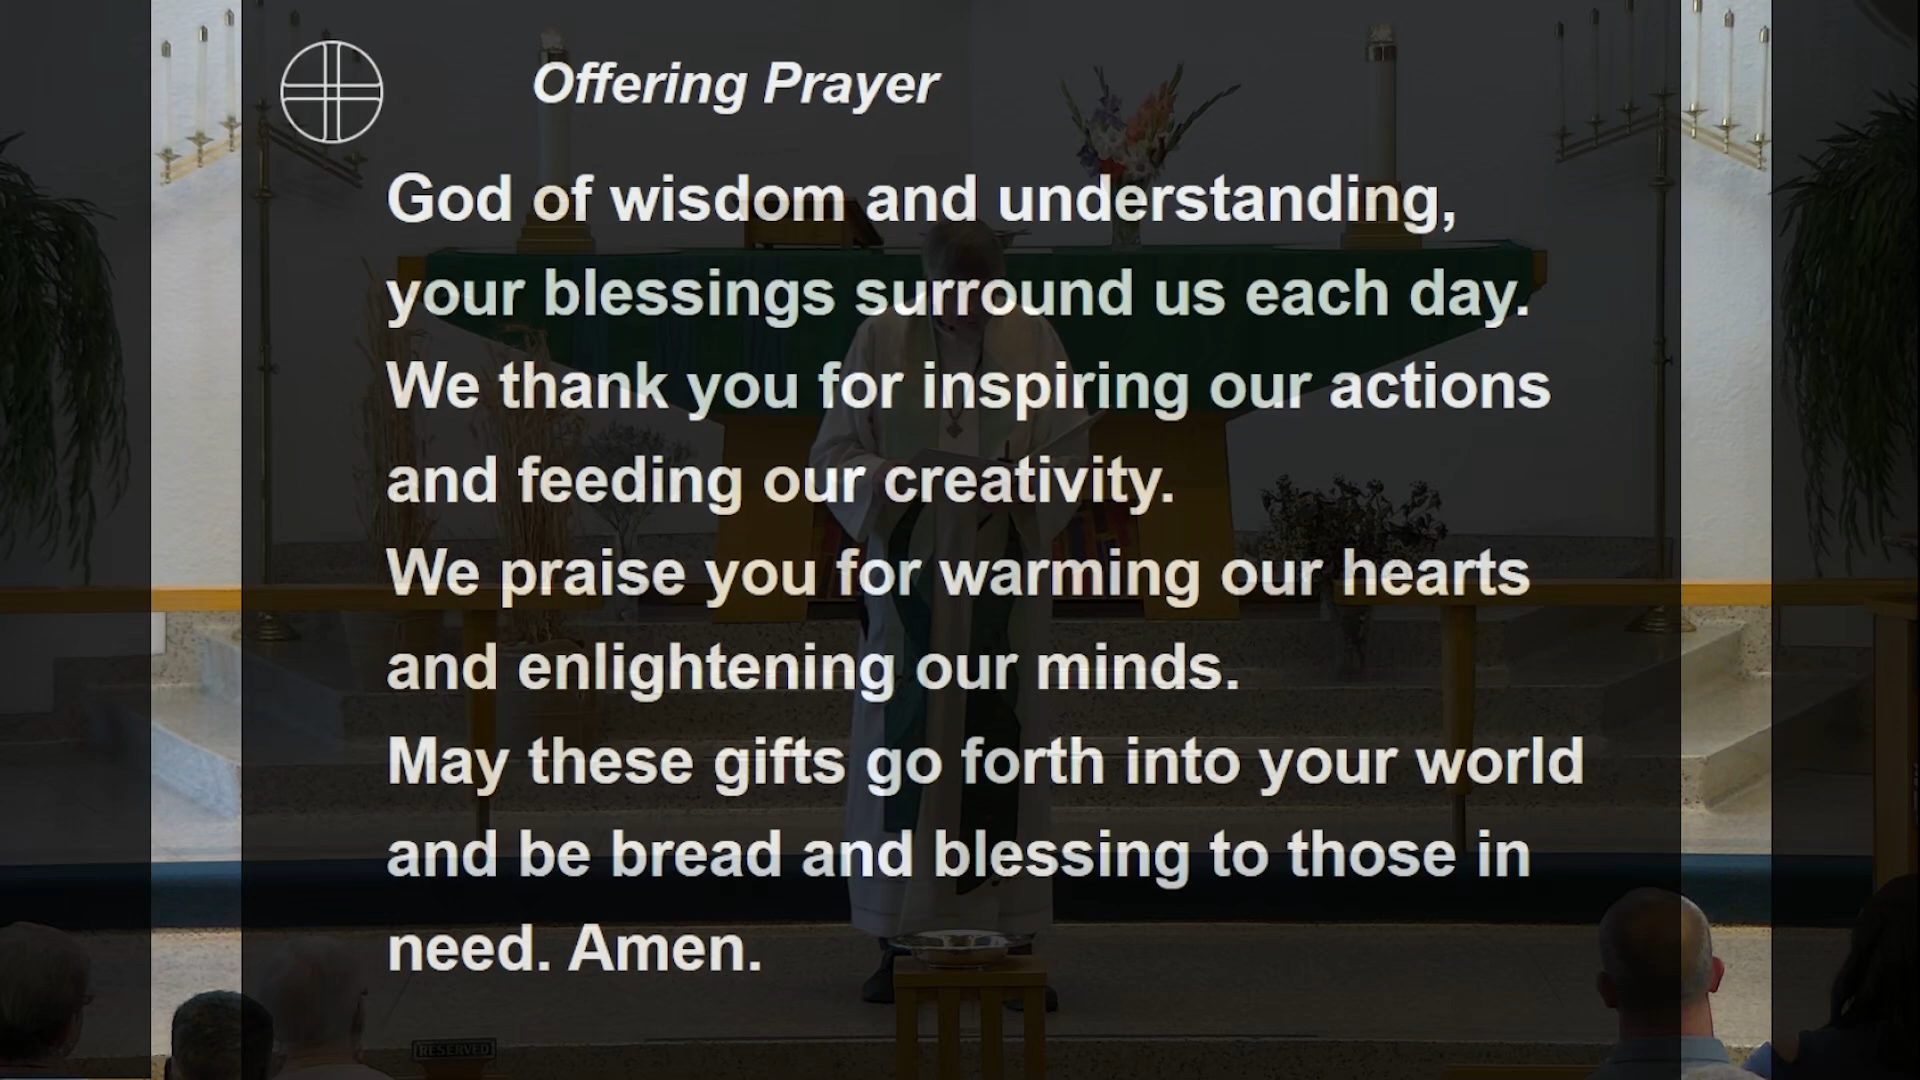 Offering Prayer
God of wisdom and understanding,
your blessings surround us each day.
We thank you for inspiring our actions
and feeding our creativity.
We praise you for warming our hearts
and enlightening our minds.
May these gifts go forth into your world
and be bread and blessing to those in
need. Amen.
RESERVED